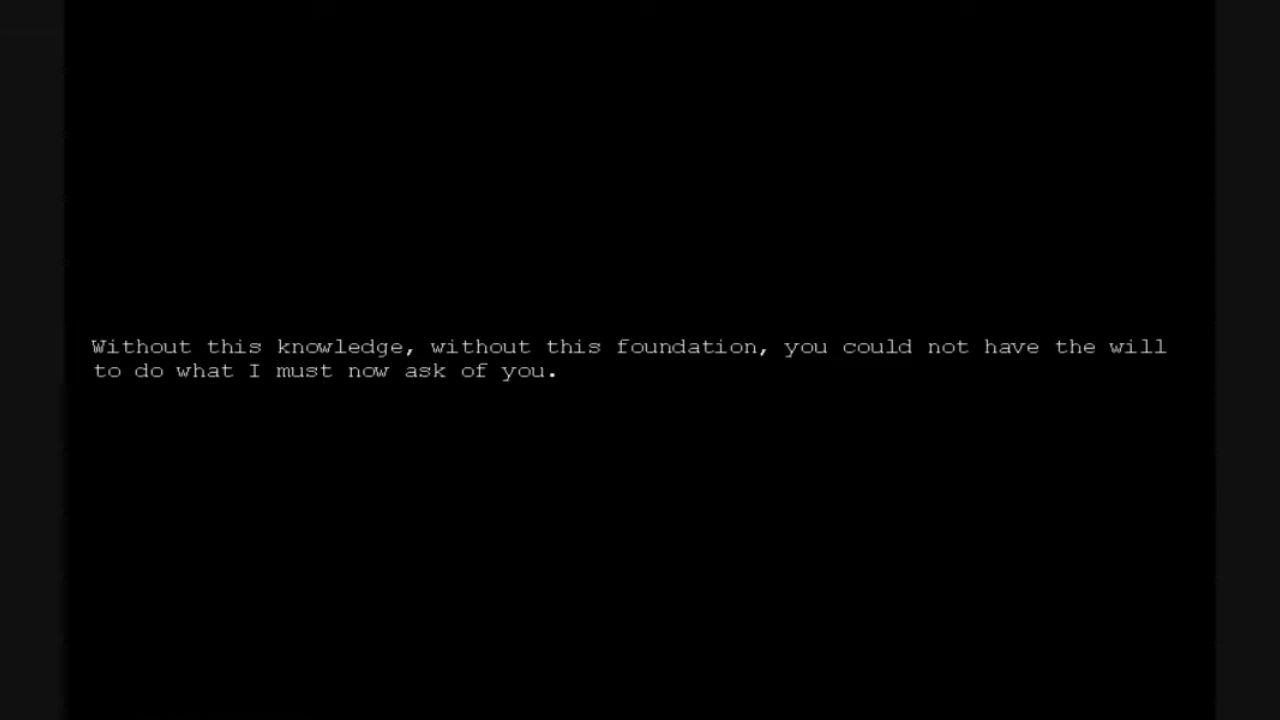 Without this knowledge, without this foundation, you could not have the will
to do what I must now ask of you.